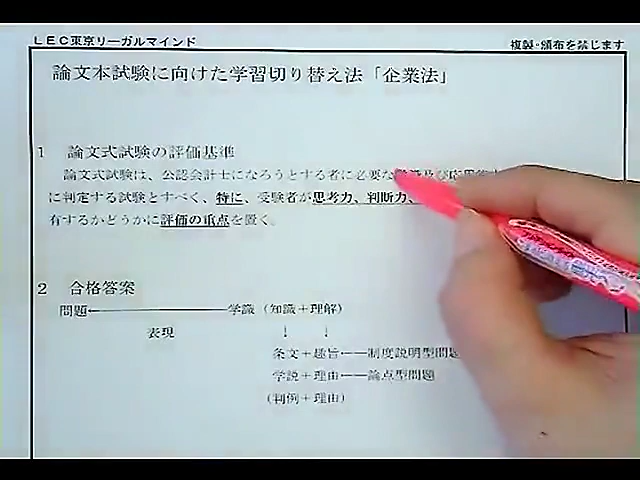 LEC東京リーガルマインド
複製・頒布を禁じます
論文本試験に向けた学習切り替え法「企業法」
1 論文式試験の評価基準
論文式試験は、公認会計士になろうとする者に必要な
に判定する試験とすべく、特に、受験者が思考力、判断力、
有するかどうかに評価の重点を置く。
2 合格答案
問題←学識(知識+理解)
表現
↓ ↓
条文+趣旨←制度説明型問題
学説+理由←論点型問題
(判例+理由)